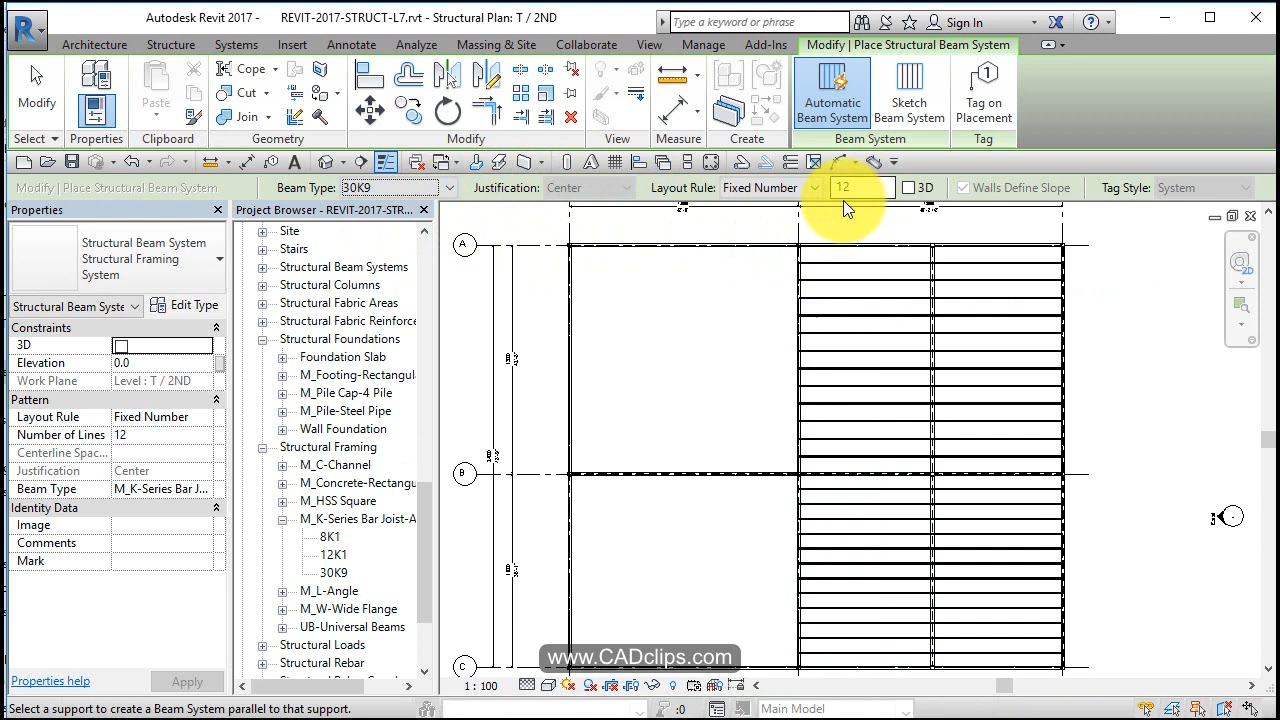 Autodesk Revit 2017 - REVIT-2017-STRUCT-L7.rvt - Structural Plan: T / 2ND
Type a keyword or phrase
Sign In
Architecture Structure Systems Insert Annotate Analyze Massing & Site Collaborate View Manage Add-Ins Modify | Place Structural Beam System
Modify
Paste
Cope
Cut
Join
Automatic Beam System
Sketch Beam System
Tag on Placement
Select Properties Clipboard Geometry Modify View Measure Create Beam System Tag
Modify | Place Structural Beam System Beam Type: 30K9 Justification: Center Layout Rule: Fixed Number 12 3D Walls Define Slope Tag Style: System
Properties
Structural Beam System
Structural Framing
System
Structural Beam Syste Edit Type
Constraints
3D
Elevation 0.0
Work Plane Level : T / 2ND
Pattern
Layout Rule Fixed Number
Number of Lines 12
Centerline Spac...
Justification Center
Beam Type M_K-Series Bar J...
Identity Data
Image
Comments
Mark
Properties help Apply
Project Browser - REVIT-2017-STR...
Site
Stairs
Structural Beam Systems
Structural Columns
Structural Fabric Areas
Structural Fabric Reinforce
Structural Foundations
Foundation Slab
M_Footing-Rectangula
M_Pile Cap-4 Pile
M_Pile-Steel Pipe
Wall Foundation
Structural Framing
M_C-Channel
M_Concrete-Rectangu
M_HSS Square
M_K-Series Bar Joist-A
8K1
12K1
30K9
M_L-Angle
M_W-Wide Flange
UB-Universal Beams
Structural Loads
Structural Rebar
A
B
C
2D
www.CADclips.com
1 : 100
Select a support to create a Beam System parallel to that support.
:0
Main Model